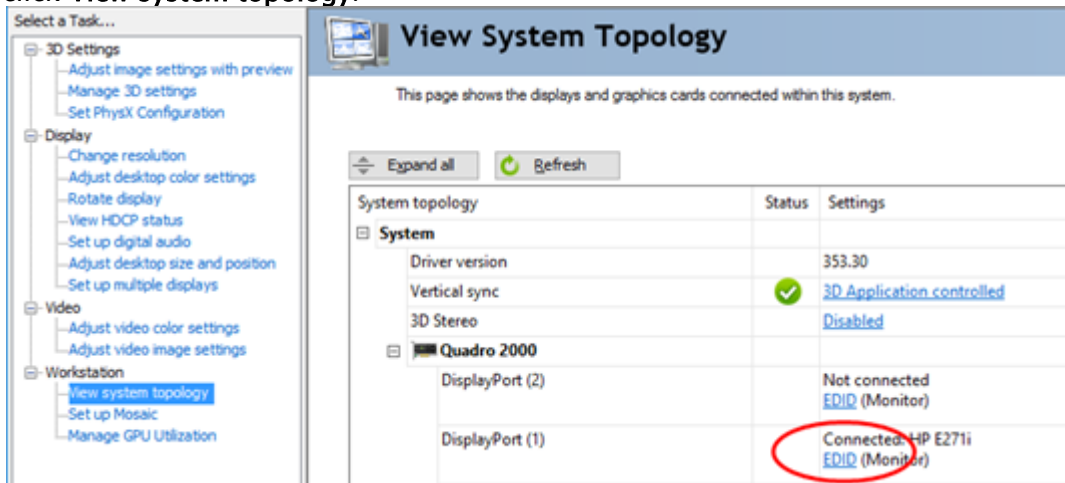 click View system topology.
Select a Task...
3D Settings
Adjust image settings with preview
Manage 3D settings
Set PhysX Configuration
Display
Change resolution
Adjust desktop color settings
Rotate display
View HDCP status
Set up digital audio
Adjust desktop size and position
Set up multiple displays
Video
Adjust video color settings
Adjust video image settings
Workstation
View system topology
Set up Mosaic
Manage GPU Utilization
View System Topology
This page shows the displays and graphics cards connected within this system.
Expand all Refresh
System topology Status Settings
System
Driver version 353.30
Vertical sync 3D Application controlled
3D Stereo Disabled
Quadro 2000
DisplayPort (2) Not connected
EDID (Monitor)
DisplayPort (1) Connected: HP E271i
EDID (Monitor)